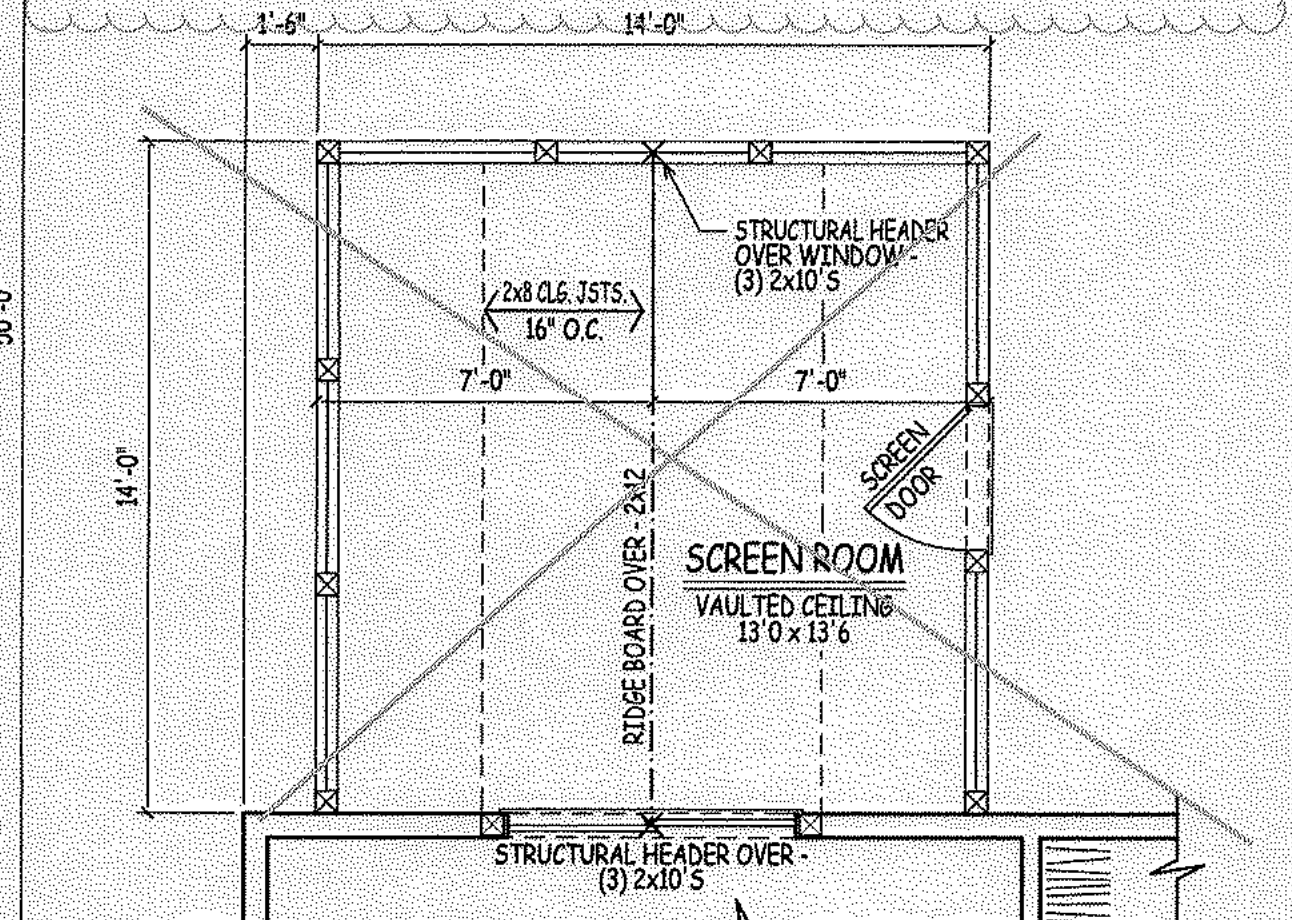 1'-6"
14'-0"
STRUCTURAL HEADER
OVER WINDOW -
(3) 2x10'S
2x8 CLG. JSTS.
16" O.C.
7'-0"
7'-0"
14'-0"
SCREEN
DOOR
RIDGE BOARD OVER - 2x12
SCREEN ROOM
VAULTED CEILING
13'0 x 13'6
STRUCTURAL HEADER OVER -
(3) 2x10'S